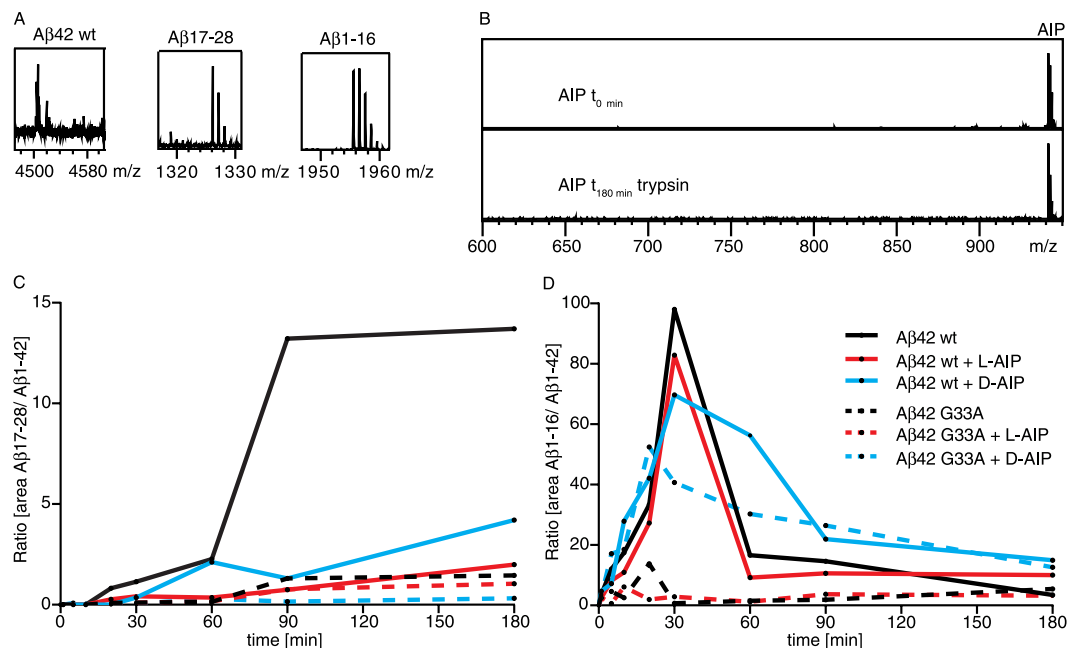 A
Aβ42 wt
Aβ17-28
Aβ1-16
4500 4580 m/z
1320 1330 m/z
1950 1960 m/z
B
AIP
AIP t0 min
AIP t180 min trypsin
600 650 700 750 800 850 900 m/z
C
Ratio [area Aβ17-28/ Aβ1-42]
15
10
5
0
0 30 60 90 120 150 180
time [min]
D
Ratio [area Aβ1-16/ Aβ1-42]
100
80
60
40
20
0
Aβ42 wt
Aβ42 wt + L-AIP
Aβ42 wt + D-AIP
Aβ42 G33A
Aβ42 G33A + L-AIP
Aβ42 G33A + D-AIP
0 30 60 90 120 150 180
time [min]